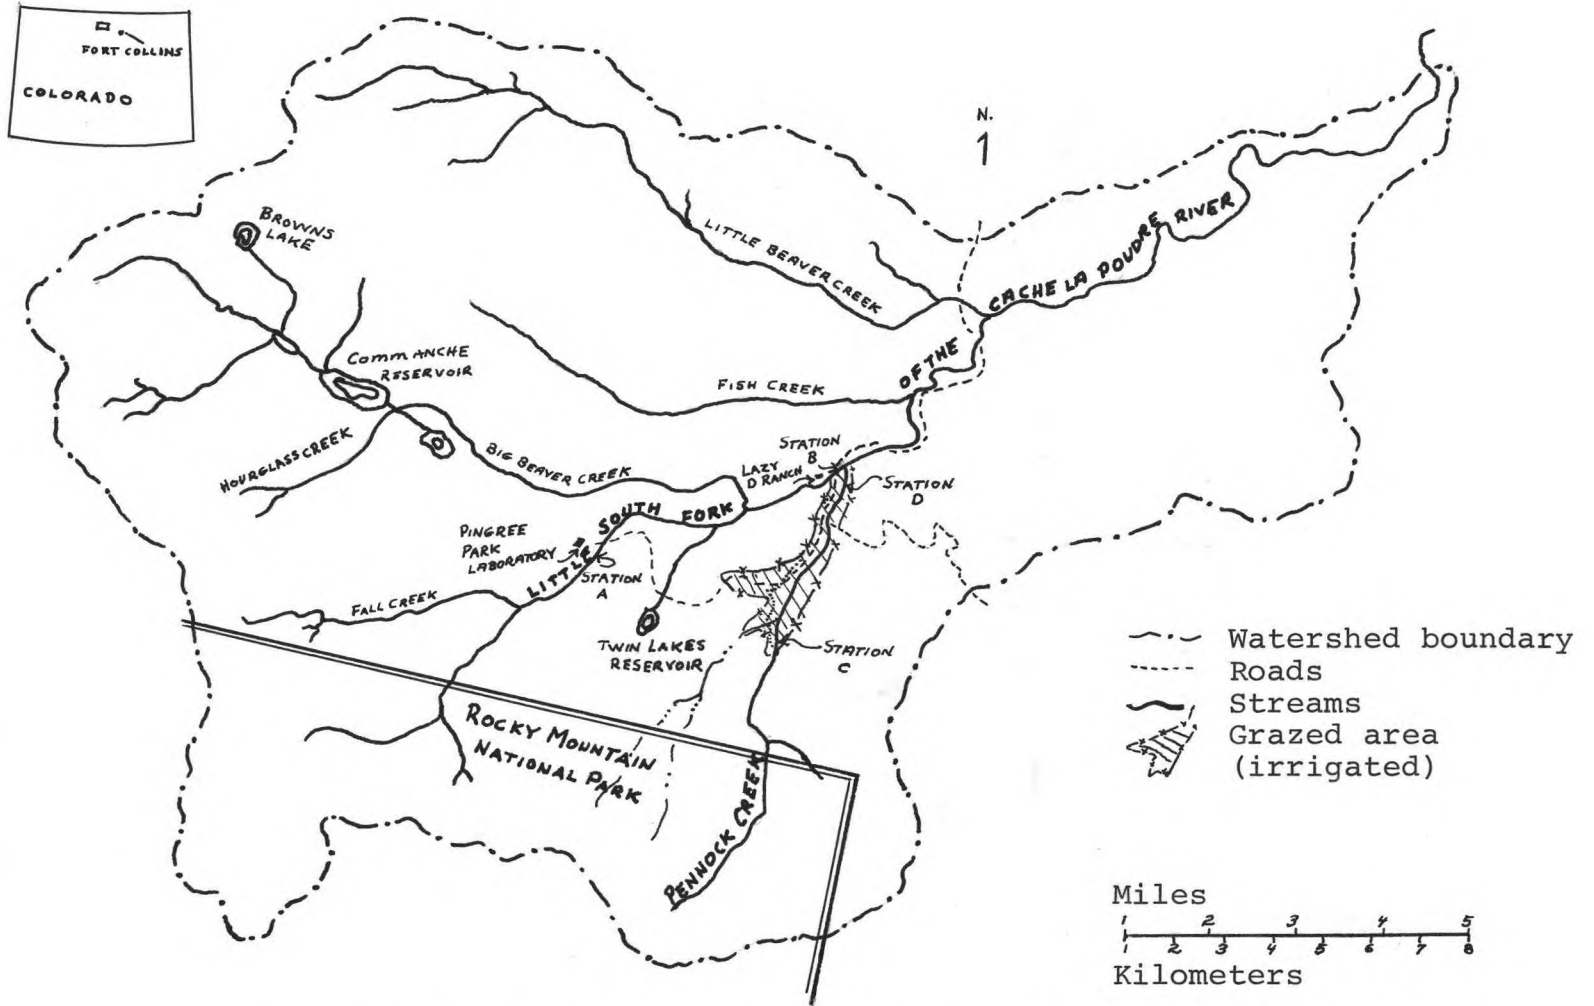 FORT COLLINS
COLORADO
N.
BROWNS
LAKE
LITTLE BEAVER CREEK
CACHE LA POUDRE RIVER
OF THE
COMMANCHE
RESERVOIR
FISH CREEK
HOURGLASS CREEK
BIG BEAVER CREEK
STATION
B
LAZY
D RANCH
STATION
D
SOUTH FORK
PINGREE
PARK
LABORATORY
LITTLE
STATION
A
FALL CREEK
TWIN LAKES
RESERVOIR
STATION
C
ROCKY MOUNTAIN
NATIONAL PARK
PENNOCK CREEK
Watershed boundary
Roads
Streams
Grazed area
(irrigated)
Miles
1 2 3 4 5
1 2 3 4 5 6 7 8
Kilometers